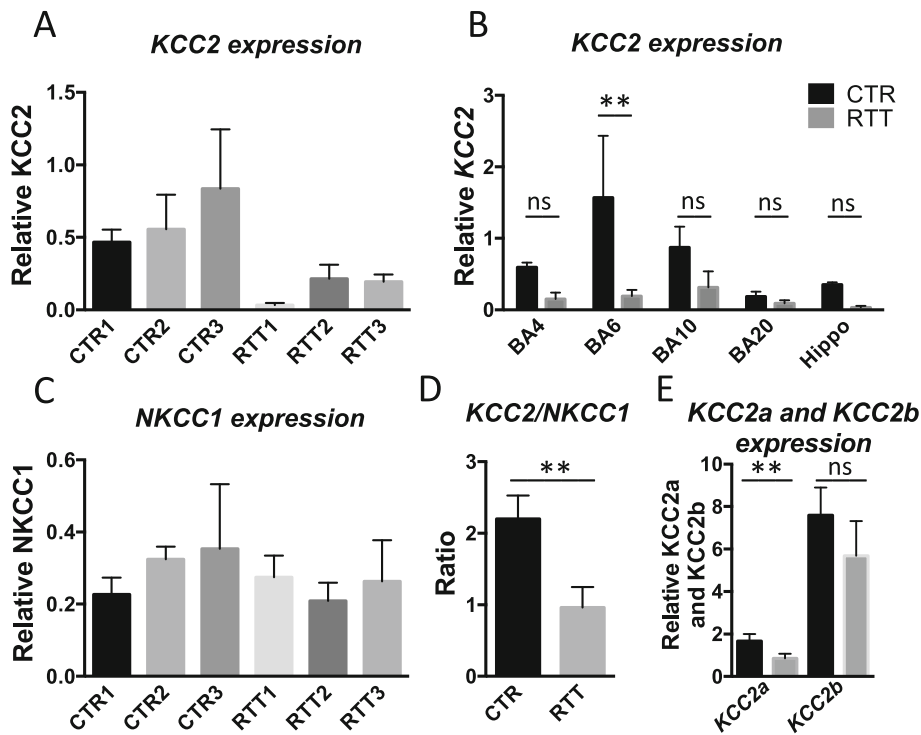 A
KCC2 expression
Relative KCC2
1.5
1.0
0.5
0.0
CTR1
CTR2
CTR3
RTT1
RTT2
RTT3
B
KCC2 expression
Relative KCC2
3
2
1
0
CTR
RTT
ns
**
ns
ns
ns
BA4
BA6
BA10
BA20
Hippo
C
NKCC1 expression
Relative NKCC1
0.6
0.4
0.2
0.0
CTR1
CTR2
CTR3
RTT1
RTT2
RTT3
D
KCC2/NKCC1
Ratio
3
2
1
0
**
CTR
RTT
E
KCC2a and KCC2b
expression
Relative KCC2a
and KCC2b
10
8
6
4
2
0
**
ns
KCC2a
KCC2b